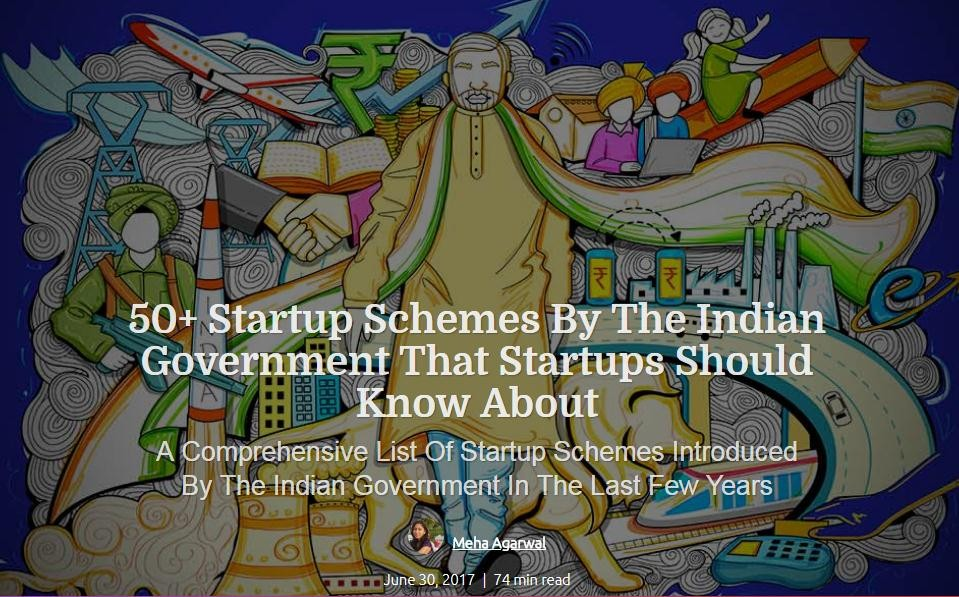 ₹
₹ ₹
50+ Startup Schemes By The Indian
Government That Startups Should
Know About
A Comprehensive List Of Startup Schemes Introduced
By The Indian Government In The Last Few Years
Meha Agarwal
June 30, 2017 | 74 min read